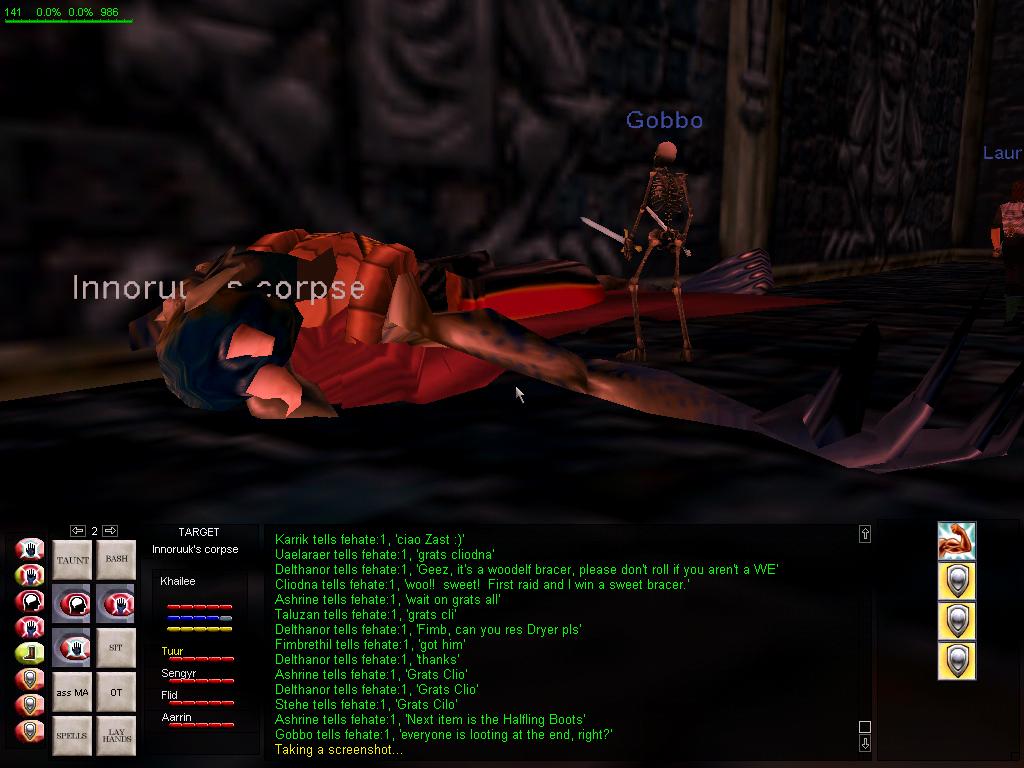 141 0.0% 0.0% 986
Gobbo
Laur
Innoruuk's corpse
2
TAUNT
BASH
SIT
ass MA
OT
SPELLS
LAY HANDS
TARGET
Innoruuk's corpse
Khailee
Tuur
Sengyr
Flid
Aarrin
Karrik tells fehate:1, 'ciao Zast :)'
Uaelaraer tells fehate:1, 'grats cliodna'
Delthanor tells fehate:1, 'Geez, it's a woodelf bracer, please don't roll if you aren't a WE'
Cliodna tells fehate:1, 'woo!! sweet! First raid and I win a sweet bracer.'
Ashrine tells fehate:1, 'wait on grats all'
Taluzan tells fehate:1, 'grats cli'
Delthanor tells fehate:1, 'Fimb, can you res Dryer pls'
Fimbrethil tells fehate:1, 'got him'
Delthanor tells fehate:1, 'thanks'
Ashrine tells fehate:1, 'Grats Clio'
Delthanor tells fehate:1, 'Grats Clio'
Stehe tells fehate:1, 'Grats Cilo'
Ashrine tells fehate:1, 'Next item is the Halfling Boots'
Gobbo tells fehate:1, 'everyone is looting at the end, right?'
Taking a screenshot...